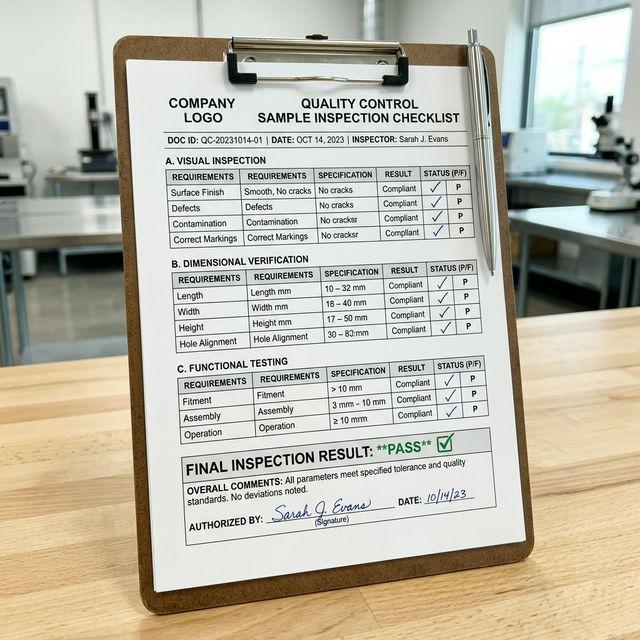 COMPANY LOGO
QUALITY CONTROL
SAMPLE INSPECTION CHECKLIST
DOC ID: QC-20231014-01 | DATE: OCT 14, 2023 | INSPECTOR: Sarah J. Evans
A. VISUAL INSPECTION
REQUIREMENTS REQUIREMENTS SPECIFICATION RESULT STATUS (P/F)
Surface Finish Smooth, No cracks No cracks Compliant ✓ P
Defects Defects No cracks Compliant ✓ P
Contamination Contamination No cracksr Compliant ✓ P
Correct Markings Correct Markings No cracksr Compliant ✓ P
B. DIMENSIONAL VERIFICATION
REQUIREMENTS REQUIREMENTS SPECIFICATION RESULT STATUS (P/F)
Length Length mm 10 – 32 mm Compliant ✓ P
Width Width mm 18 – 40 mm Compliant ✓ P
Height Height mm 17 – 50 mm Compliant ✓ P
Hole Alignment Hole Alignment 30 – 83:mm Compliant ✓ P
C. FUNCTIONAL TESTING
REQUIREMENTS REQUIREMENTS SPECIFICATION RESULT STATUS (P/F)
Fitment Fitment > 10 mm Compliant ✓ P
Assembly Assembly 3 mm – 10 mm Compliant ✓ P
Operation Operation ≥ 10 mm Compliant ✓ P
FINAL INSPECTION RESULT: **PASS** ☑
OVERALL COMMENTS: All parameters meet specified tolerance and quality
standards. No deviations noted.
AUTHORIZED BY: Sarah J. Evans DATE: 10/14/23
(Signature)